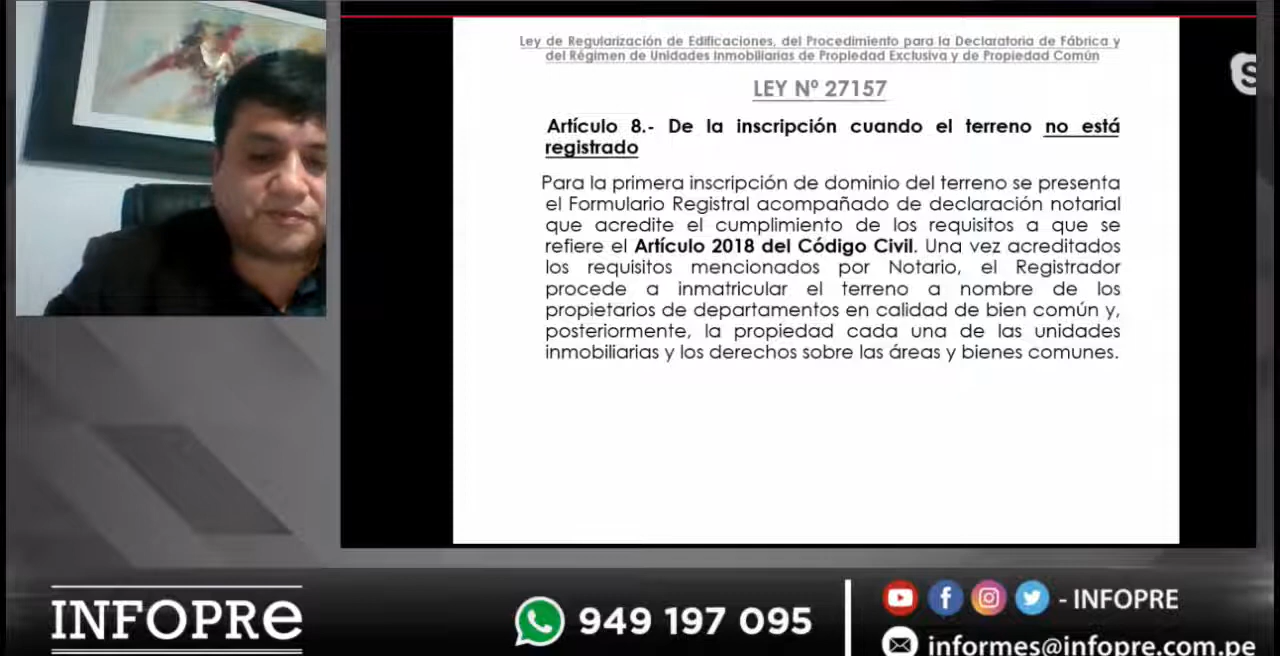 Ley de Regularización de Edificaciones, del Procedimiento para la Declaratoria de Fábrica y
del Régimen de Unidades Inmobiliarias de Propiedad Exclusiva y de Propiedad Común
LEY Nº 27157
Artículo 8.- De la inscripción cuando el terreno no está
registrado
Para la primera inscripción de dominio del terreno se presenta
el Formulario Registral acompañado de declaración notarial
que acredite el cumplimiento de los requisitos a que se
refiere el Artículo 2018 del Código Civil. Una vez acreditados
los requisitos mencionados por Notario, el Registrador
procede a inmatricular el terreno a nombre de los
propietarios de departamentos en calidad de bien común y,
posteriormente, la propiedad cada una de las unidades
inmobiliarias y los derechos sobre las áreas y bienes comunes.
S
INFOPRe
949 197 095
- INFOPRE
informes@infopre.com.pe